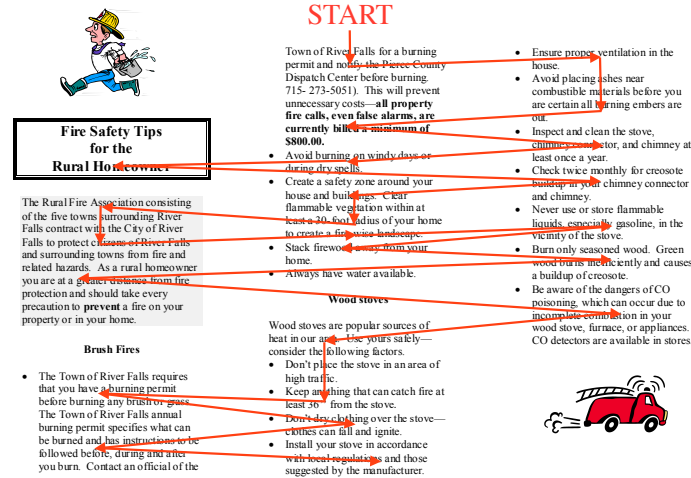 START
Fire Safety Tips
for the
Rural Homeowner
The Rural Fire Association consisting
of the five towns surrounding River
Falls contract with the City of River
Falls to protect citizens of River Falls
and surrounding towns from fire and
related hazards. As a rural homeowner
you are at a greater distance from fire
protection and should take every
precaution to prevent a fire on your
property or in your home.
Brush Fires
• The Town of River Falls requires
that you have a burning permit
before burning any brush or grass.
The Town of River Falls annual
burning permit specifies what can
be burned and has instructions to be
followed before, during and after
you burn. Contact an official of the
Town of River Falls for a burning
permit and notify the Pierce County
Dispatch Center before burning.
715- 273-5051). This will prevent
unnecessary costs—all property
fire calls, even false alarms, are
currently billed a minimum of
$800.00.
• Avoid burning on windy days or
during dry spells.
• Create a safety zone around your
house and buildings. Clear
flammable vegetation within at
least a 30-foot radius of your home
to create a fire wise landscape.
• Stack firewood away from your
home.
• Always have water available.
Wood stoves
Wood stoves are popular sources of
heat in our area. Use yours safely—
consider the following factors.
• Don't place the stove in an area of
high traffic.
• Keep anything that can catch fire at
least 36" from the stove.
• Don't dry clothing over the stove—
clothes can fall and ignite.
• Install your stove in accordance
with local regulations and those
suggested by the manufacturer.
• Ensure proper ventilation in the
house.
• Avoid placing ashes near
combustible materials before you
are certain all burning embers are
out.
• Inspect and clean the stove,
chimney connector, and chimney at
least once a year.
• Check twice monthly for creosote
buildup in your chimney connector
and chimney.
• Never use or store flammable
liquids, especially gasoline, in the
vicinity of the stove.
• Burn only seasoned wood. Green
wood burns inefficiently and causes
a buildup of creosote.
• Be aware of the dangers of CO
poisoning, which can occur due to
incomplete combustion in your
wood stove, furnace, or appliances.
CO detectors are available in stores